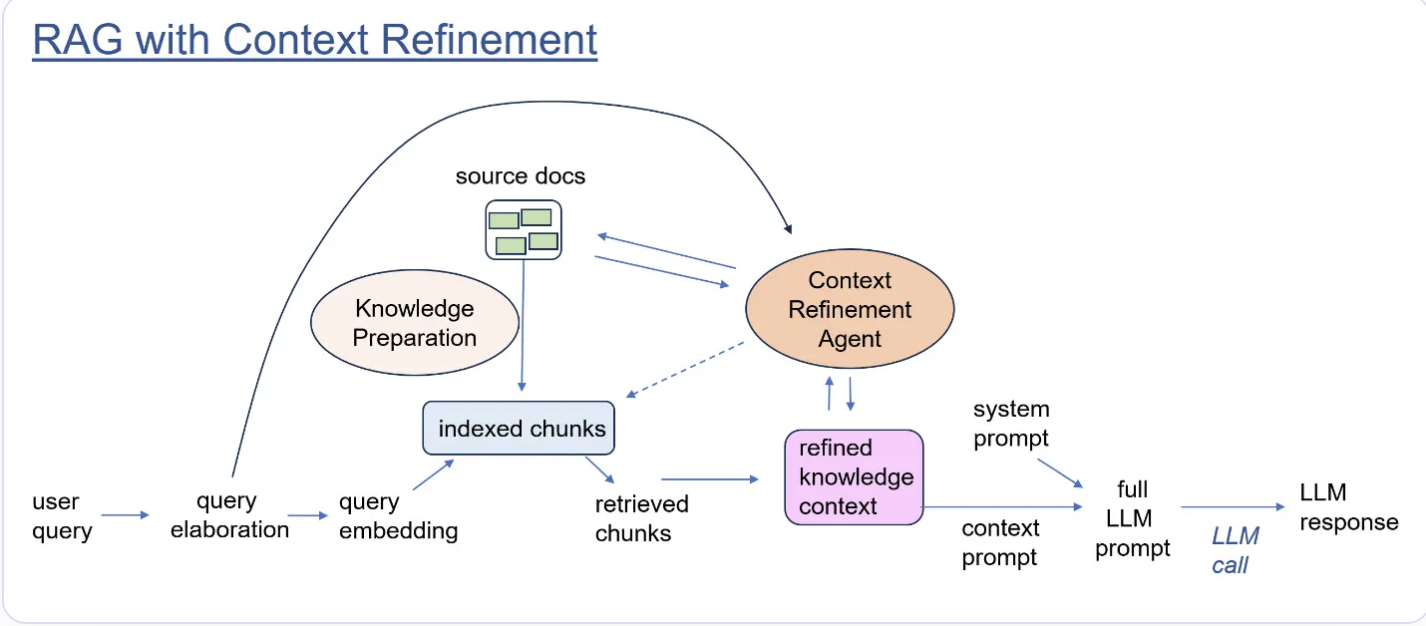 RAG with Context Refinement
source docs
Knowledge
Preparation
Context
Refinement
Agent
indexed chunks
user
query
query
elaboration
query
embedding
retrieved
chunks
refined
knowledge
context
system
prompt
context
prompt
full
LLM
prompt
LLM
call
LLM
response